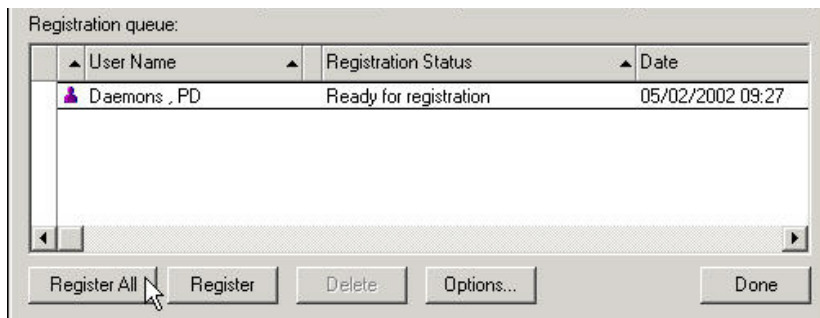 Registration queue:
User Name Registration Status Date
Daemons , PD Ready for registration 05/02/2002 09:27
Register All Register Delete Options... Done